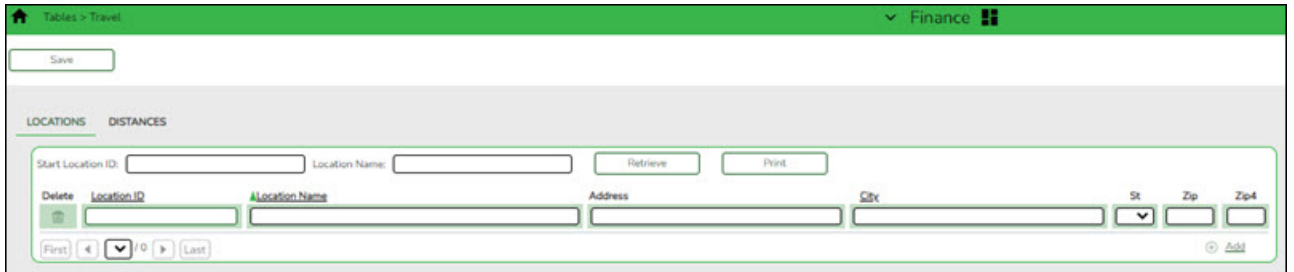 Tables > Travel Finance
Save
LOCATIONS DISTANCES
Start Location ID: Location Name: Retrieve Print
Delete Location ID Location Name Address City St Zip Zip4
First / 0 Last Add